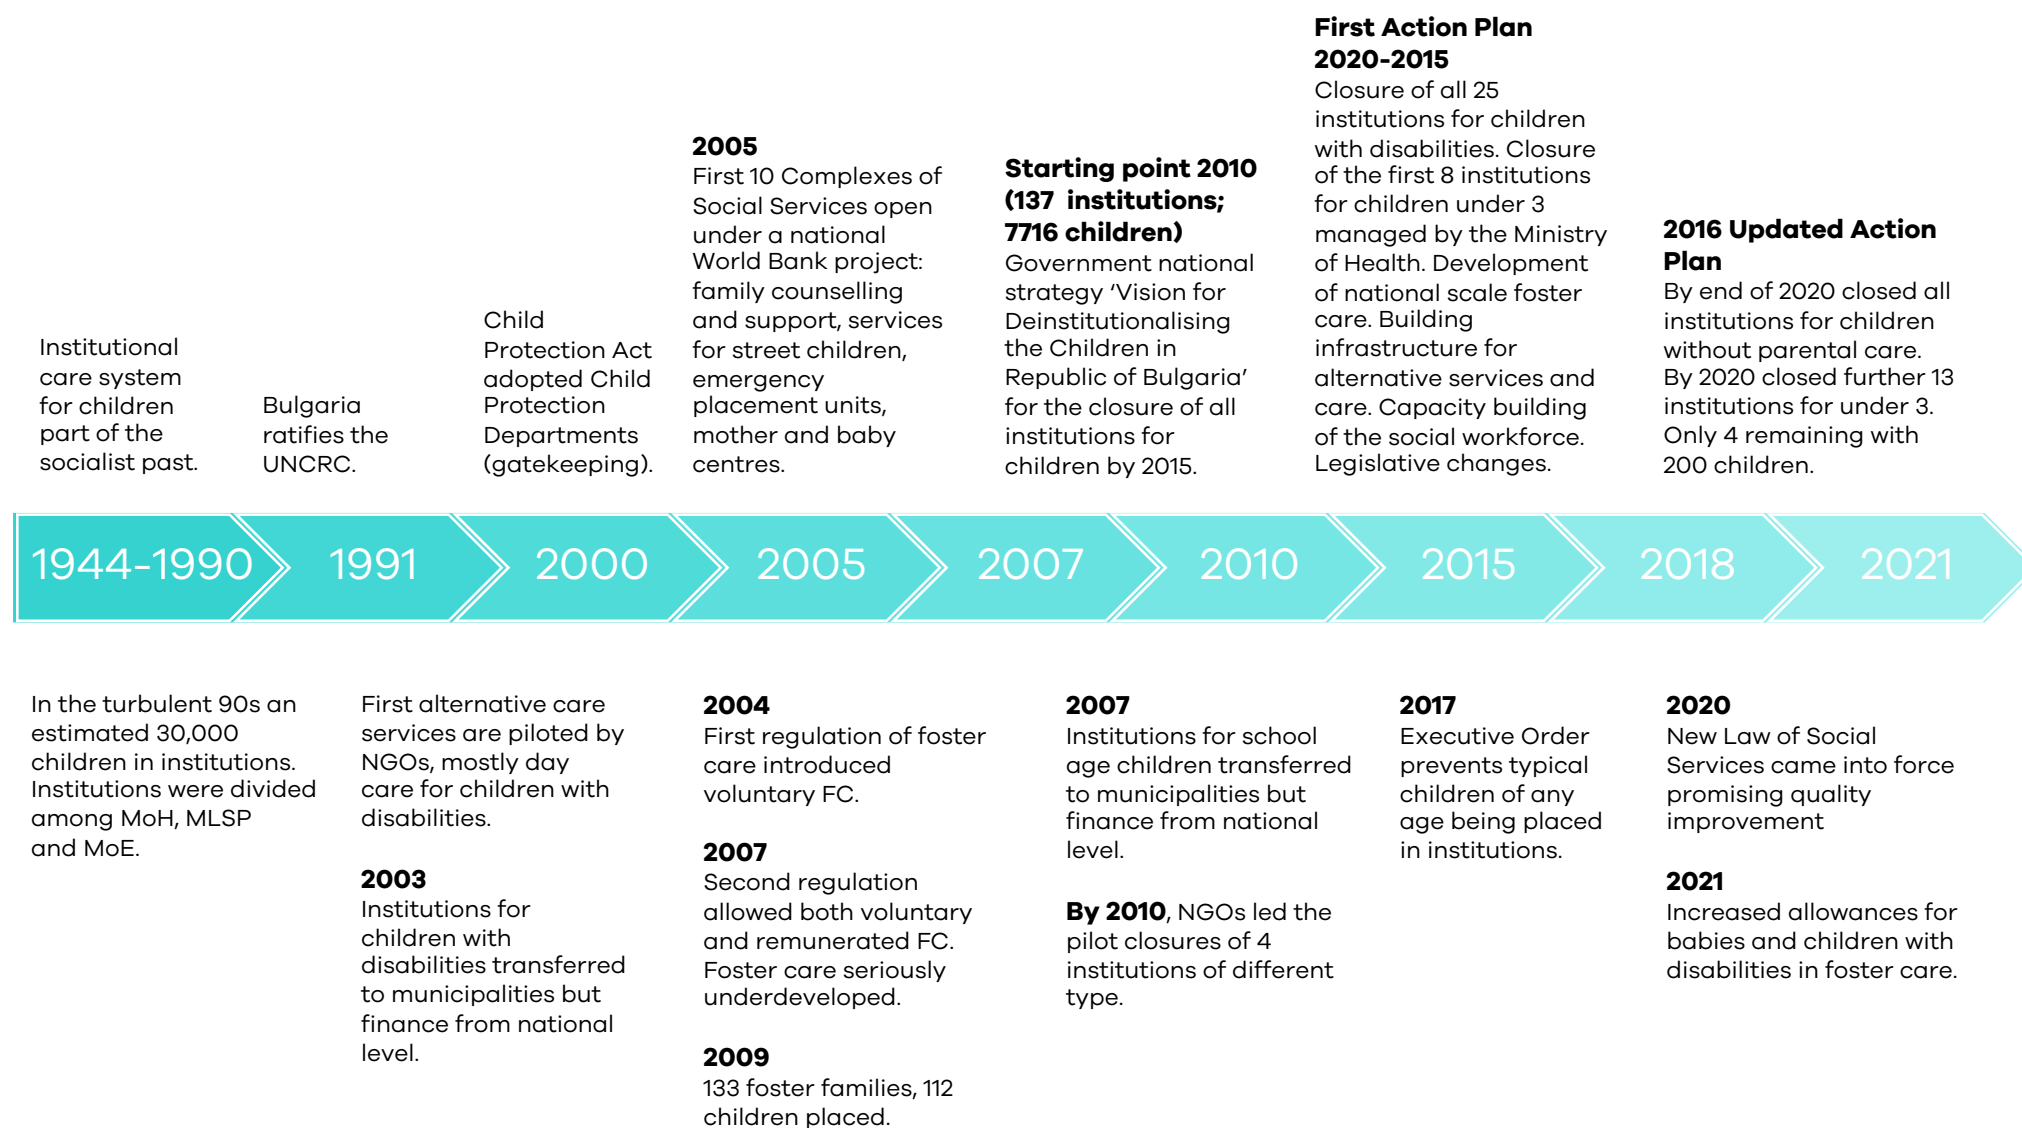 Institutional
care system
for children
part of the
socialist past.
Bulgaria
ratifies the
UNCRC.
Child
Protection Act
adopted Child
Protection
Departments
(gatekeeping).
2005
First 10 Complexes of
Social Services open
under a national
World Bank project:
family counselling
and support, services
for street children,
emergency
placement units,
mother and baby
centres.
Starting point 2010
(137 institutions;
7716 children)
Government national
strategy ‘Vision for
Deinstitutionalising
the Children in
Republic of Bulgaria’
for the closure of all
institutions for
children by 2015.
First Action Plan
2020-2015
Closure of all 25
institutions for children
with disabilities. Closure
of the first 8 institutions
for children under 3
managed by the Ministry
of Health. Development
of national scale foster
care. Building
infrastructure for
alternative services and
care. Capacity building
of the social workforce.
Legislative changes.
2016 Updated Action
Plan
By end of 2020 closed all
institutions for children
without parental care.
By 2020 closed further 13
institutions for under 3.
Only 4 remaining with
200 children.
1944-1990
1991
2000
2005
2007
2010
2015
2018
2021
In the turbulent 90s an
estimated 30,000
children in institutions.
Institutions were divided
among MoH, MLSP
and MoE.
First alternative care
services are piloted by
NGOs, mostly day
care for children with
disabilities.
2003
Institutions for
children with
disabilities transferred
to municipalities but
finance from national
level.
2004
First regulation of foster
care introduced
voluntary FC.
2007
Second regulation
allowed both voluntary
and remunerated FC.
Foster care seriously
underdeveloped.
2009
133 foster families, 112
children placed.
2007
Institutions for school
age children transferred
to municipalities but
finance from national
level.
By 2010, NGOs led the
pilot closures of 4
institutions of different
type.
2017
Executive Order
prevents typical
children of any
age being placed
in institutions.
2020
New Law of Social
Services came into force
promising quality
improvement
2021
Increased allowances for
babies and children with
disabilities in foster care.